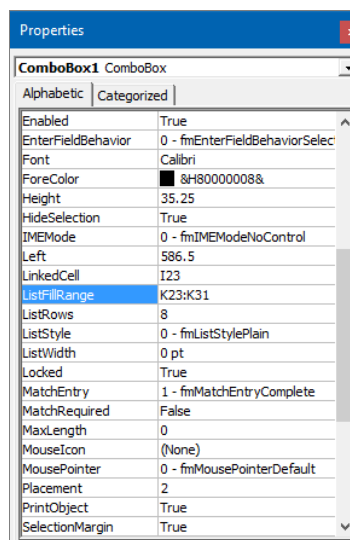 Properties
ComboBox1 ComboBox
Alphabetic Categorized
Enabled True
EnterFieldBehavior 0 - fmEnterFieldBehaviorSelec
Font Calibri
ForeColor &H80000008&
Height 35.25
HideSelection True
IMEMode 0 - fmIMEModeNoControl
Left 586.5
LinkedCell I23
ListFillRange K23:K31
ListRows 8
ListStyle 0 - fmListStylePlain
ListWidth 0 pt
Locked True
MatchEntry 1 - fmMatchEntryComplete
MatchRequired False
MaxLength 0
MouseIcon (None)
MousePointer 0 - fmMousePointerDefault
Placement 2
PrintObject True
SelectionMargin True